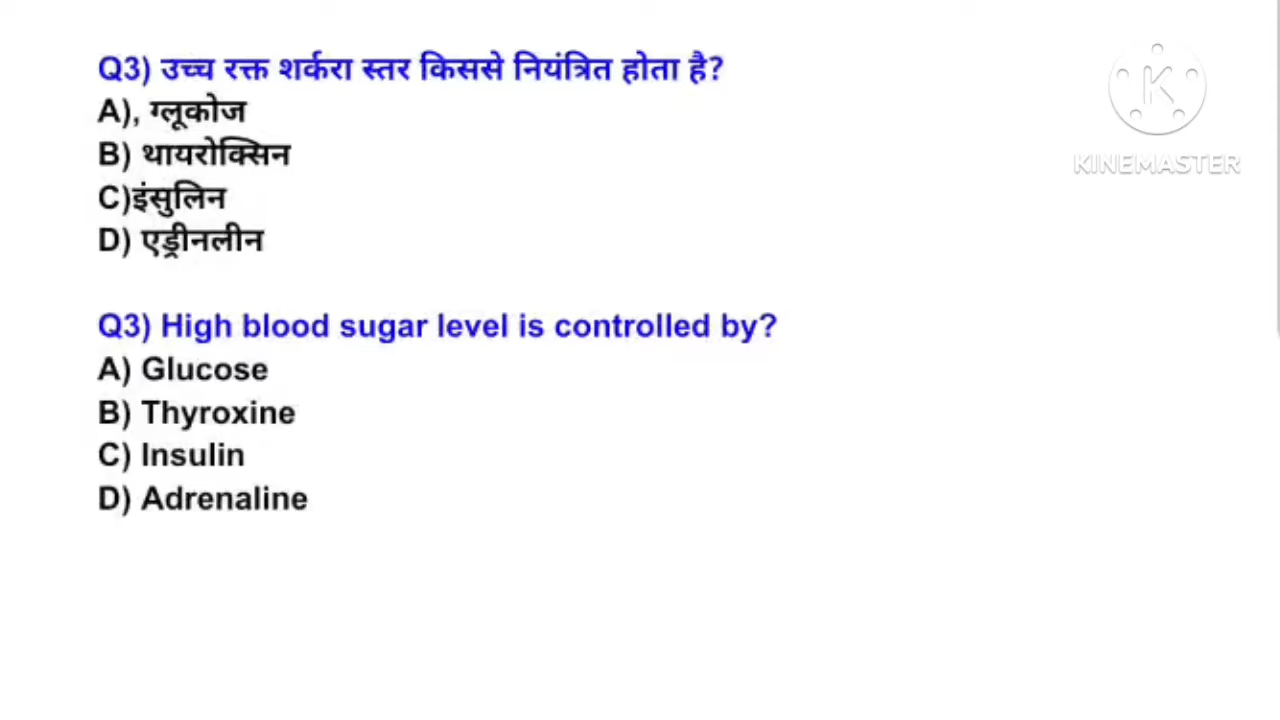 Q3) उच्च रक्त शर्करा स्तर किससे नियंत्रित होता है?
A), ग्लूकोज
B) थायरोक्सिन
C)इंसुलिन
D) एड्रीनलीन
Q3) High blood sugar level is controlled by?
A) Glucose
B) Thyroxine
C) Insulin
D) Adrenaline
K
KINEMASTER